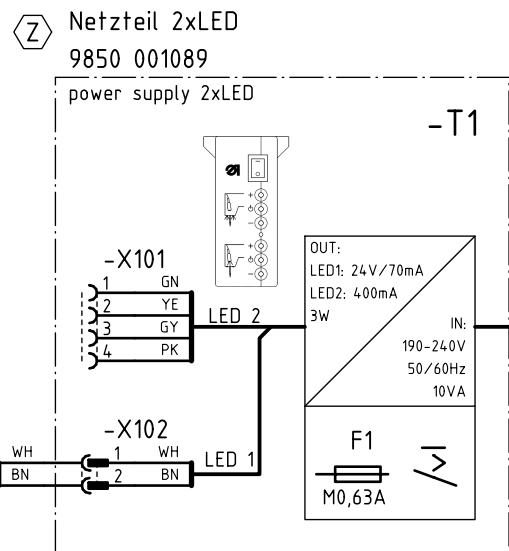 Z
Netzteil 2xLED
9850 001089
power supply 2xLED
-T1
+
-
+
-
OUT:
LED1: 24V/70mA
LED2: 400mA
3W
IN:
190-240V
50/60Hz
10VA
-X101
1 GN
2 YE
3 GY
4 PK
LED 2
-X102
WH 1 WH
BN 2 BN
LED 1
F1
M0,63A